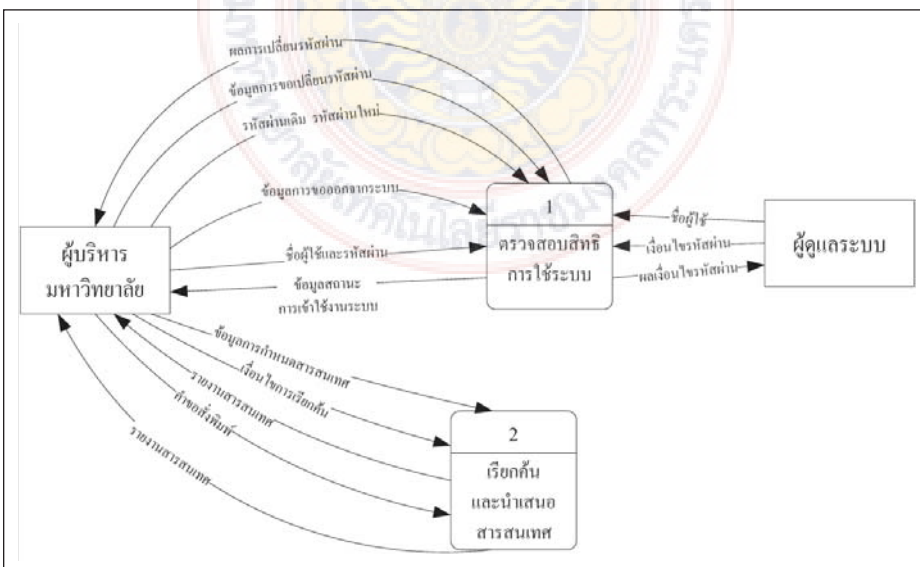 ผลการเปลี่ยนรหัสผ่าน
ข้อมูลการขอเปลี่ยนรหัสผ่าน
รหัสผ่านเดิม รหัสผ่านใหม่
ข้อมูลการขอออกจากระบบ
ชื่อผู้ใช้และรหัสผ่าน
ข้อมูลสถานะ
การเข้าใช้งานระบบ
ผู้บริหาร
มหาวิทยาลัย
1
ตรวจสอบสิทธิ
การใช้ระบบ
ชื่อผู้ใช้
เงื่อนไขรหัสผ่าน
ผลเงื่อนไขรหัสผ่าน
ผู้ดูแลระบบ
ข้อมูลการกำหนดสารสนเทศ
เงื่อนไขการเรียกค้น
รายงานสารสนเทศ
คำขอสั่งพิมพ์
รายงานสารสนเทศ
2
เรียกค้น
และนำเสนอ
สารสนเทศ